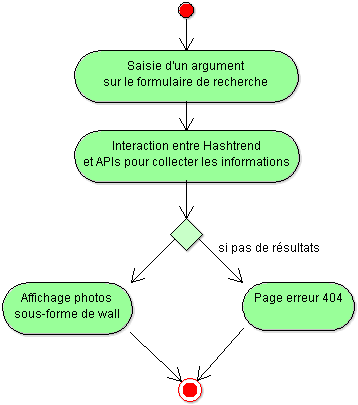 Saisie d'un argument
sur le formulaire de recherche
Interaction entre Hashtrend
et APIs pour collecter les informations
si pas de résultats
Affichage photos
sous-forme de wall
Page erreur 404